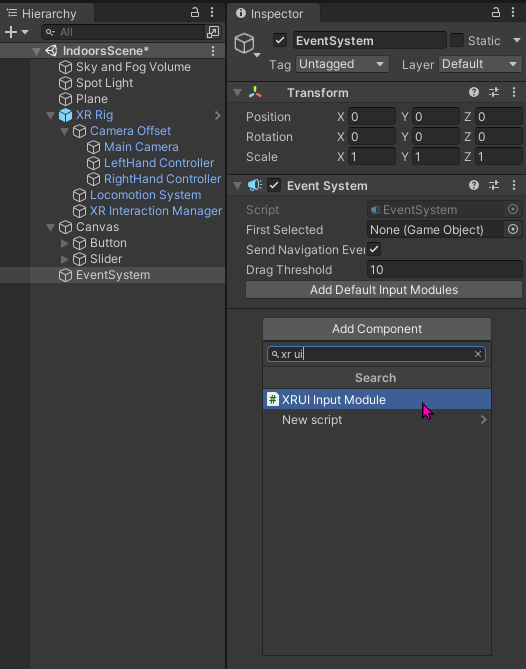 Hierarchy
All
IndoorsScene*
Sky and Fog Volume
Spot Light
Plane
XR Rig
Camera Offset
Main Camera
LeftHand Controller
RightHand Controller
Locomotion System
XR Interaction Manager
Canvas
Button
Slider
EventSystem
Inspector
EventSystem Static
Tag Untagged Layer Default
Transform
Position X 0 Y 0 Z 0
Rotation X 0 Y 0 Z 0
Scale X 1 Y 1 Z 1
Event System
Script EventSystem
First Selected None (Game Object)
Send Navigation Ever
Drag Threshold 10
Add Default Input Modules
Add Component
xr ui
Search
XRUI Input Module
New script